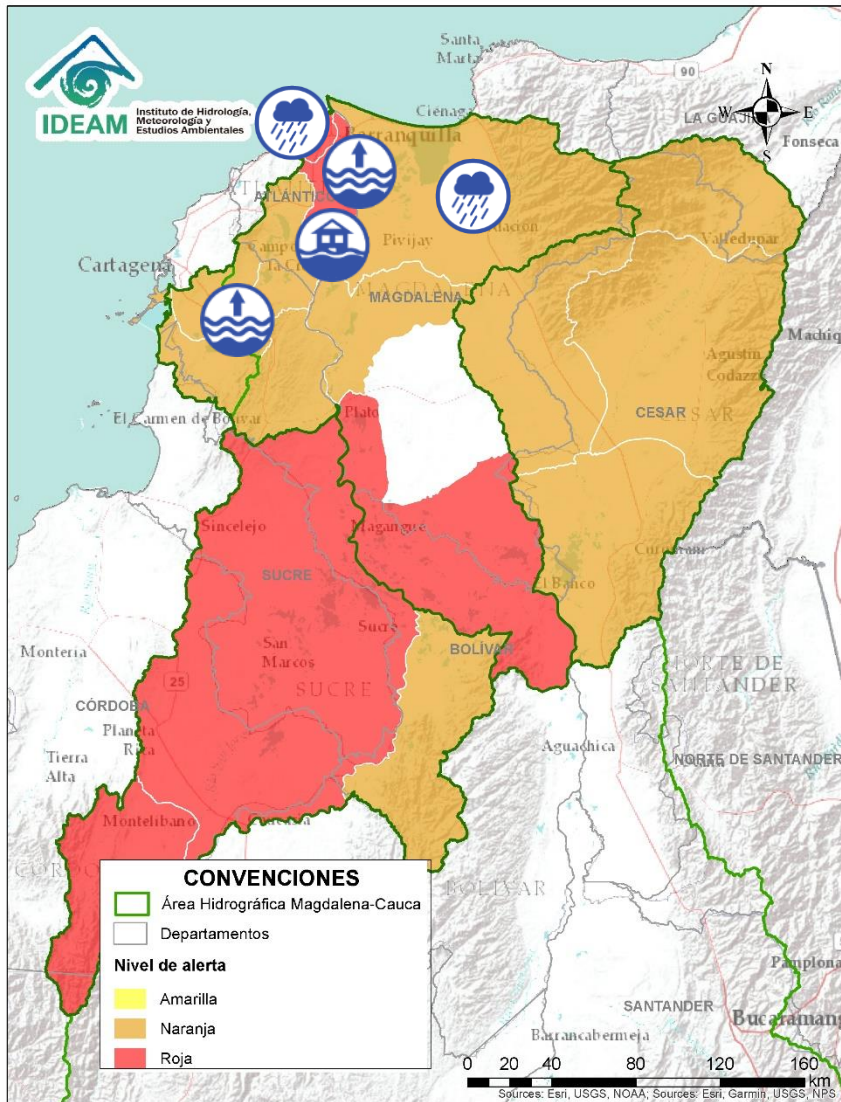 IDEAM
Instituto de Hidrología,
Meteorología y
Estudios Ambientales
Santa
Marta
90
N
W
E
S
LA GUAJI
Ciénaga
Fonseca
Barranquilla
ATLÁNTICO
Cartagena
Pivijay
Valledupar
MAGDALENA
Agustín
Codazzi
CESAR
El Carmen de Bolívar
Plato
Sincelejo
Magangué
SUCRE
El Banco
Sucre
BOLÍVAR
San
Marcos
SUCRE
Montería
25
CÓRDOBA
Planeta
Rica
Tierra
Alta
NORTE DE
SANTANDER
Aguachica
NORTE DE SANTANDER
Montelíbano
BOLÍVAR
CONVENCIONES
Área Hidrográfica Magdalena-Cauca
Departamentos
Nivel de alerta
Amarilla
Naranja
Roja
Pamplona
SANTANDER
Bucaramang
Barrancabermeja
0 20 40 80 120 160
km
Sources: Esri, USGS, NOAA; Sources: Esri, Garmin, USGS, NPS